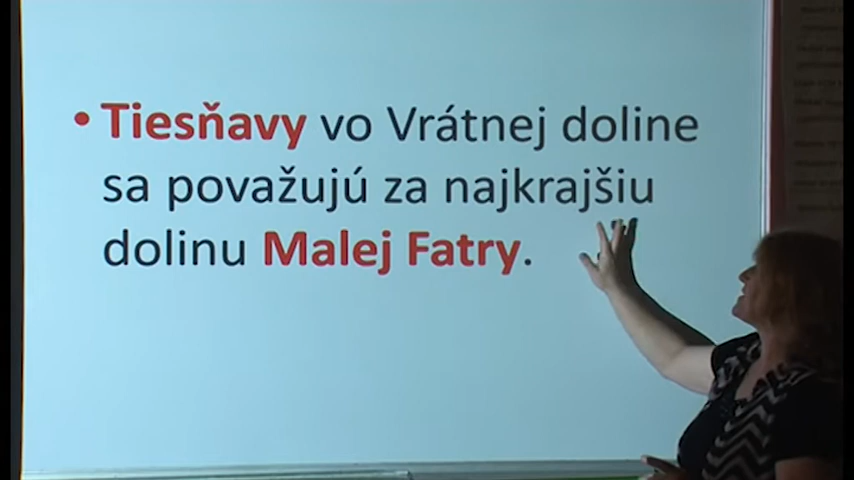 • Tiesňavy vo Vrátnej doline
sa považujú za najkrajšiu
dolinu Malej Fatry.